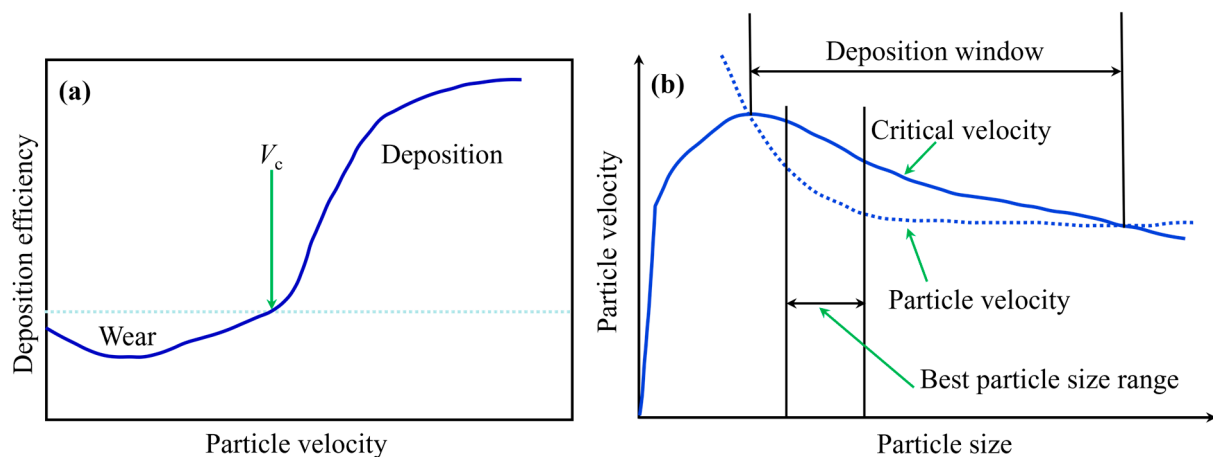 (a)
Deposition efficiency
Vc
Deposition
Wear
Particle velocity
(b)
Particle velocity
Deposition window
Critical velocity
Particle velocity
Best particle size range
Particle size